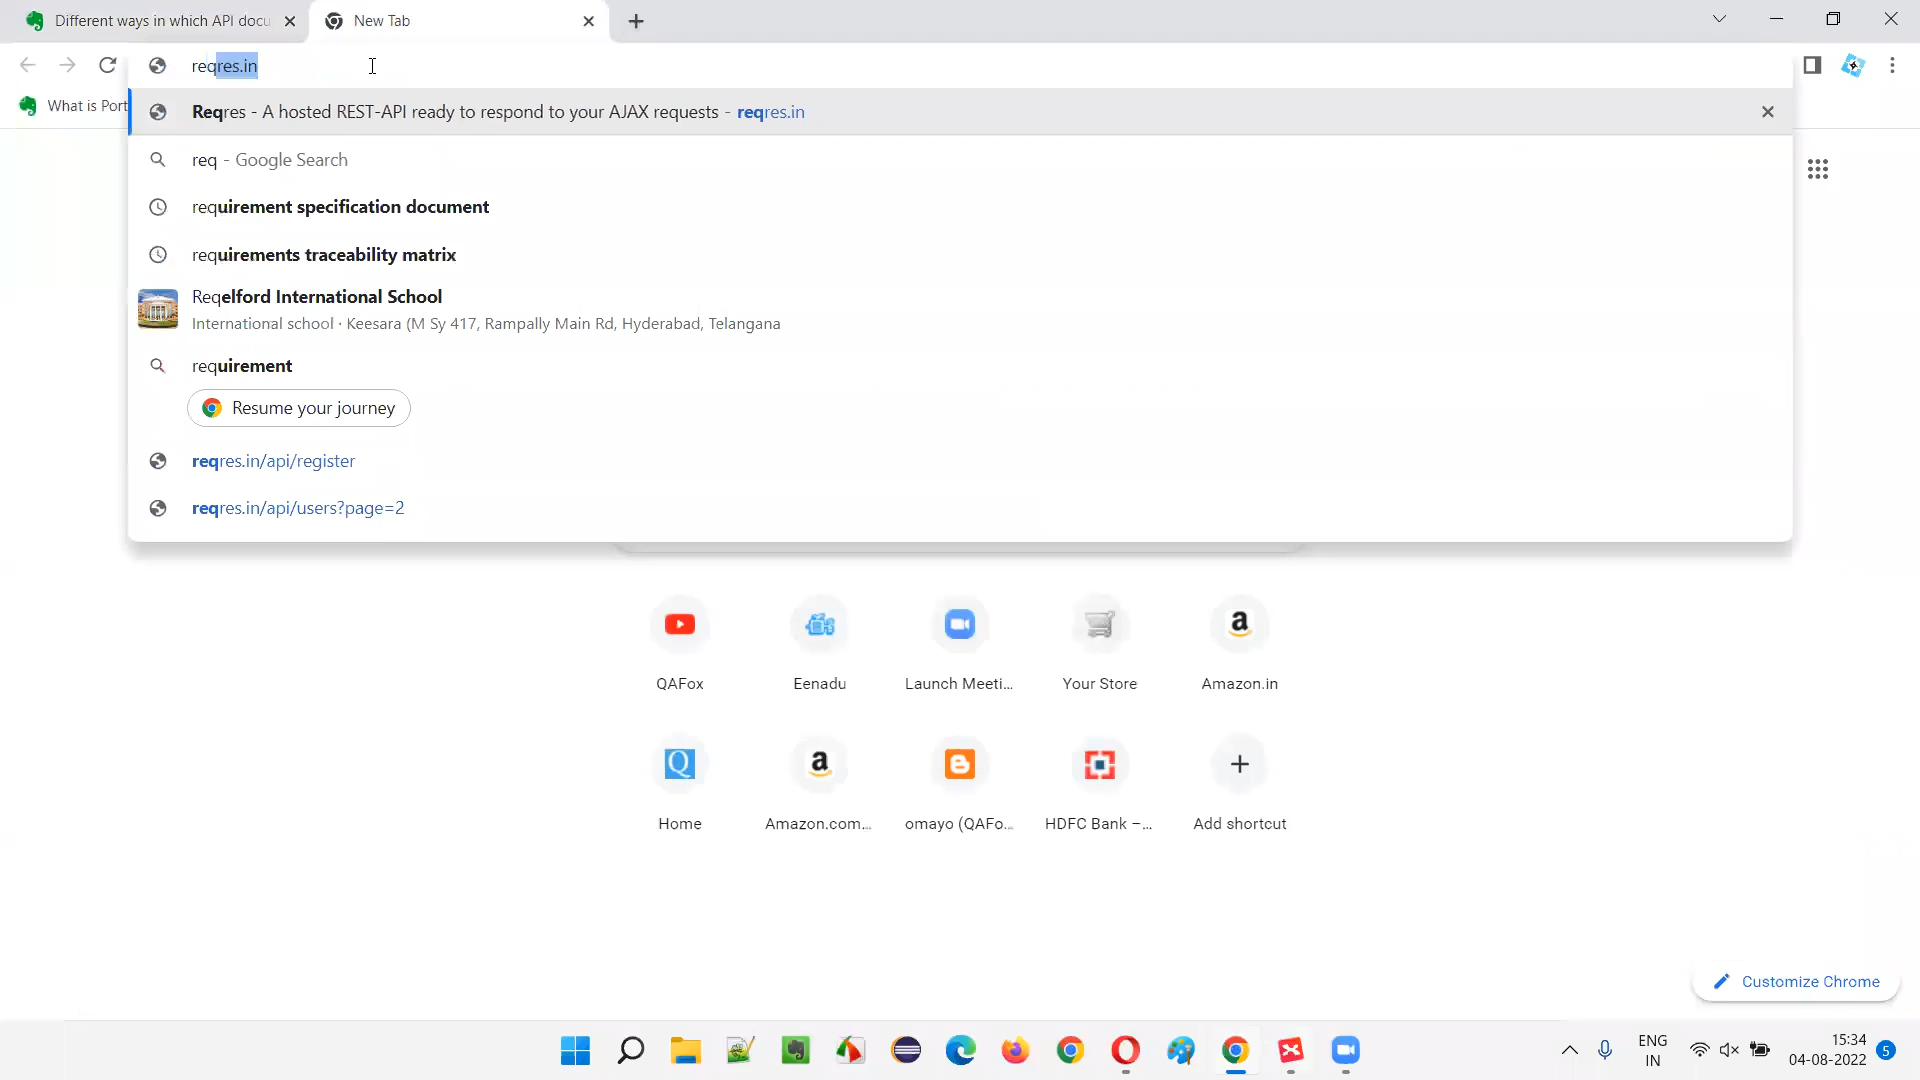 Different ways in which API docu
New Tab
reqres.in
What is Port
Reqres - A hosted REST-API ready to respond to your AJAX requests - reqres.in
req - Google Search
requirement specification document
requirements traceability matrix
Reqelford International School
International school · Keesara (M Sy 417, Rampally Main Rd, Hyderabad, Telangana
requirement
Resume your journey
reqres.in/api/register
reqres.in/api/users?page=2
QAFox
Eenadu
Launch Meeti...
Your Store
Amazon.in
Home
Amazon.com...
omayo (QAFo...
HDFC Bank –...
Add shortcut
Customize Chrome
ENG
IN
15:34
04-08-2022
5